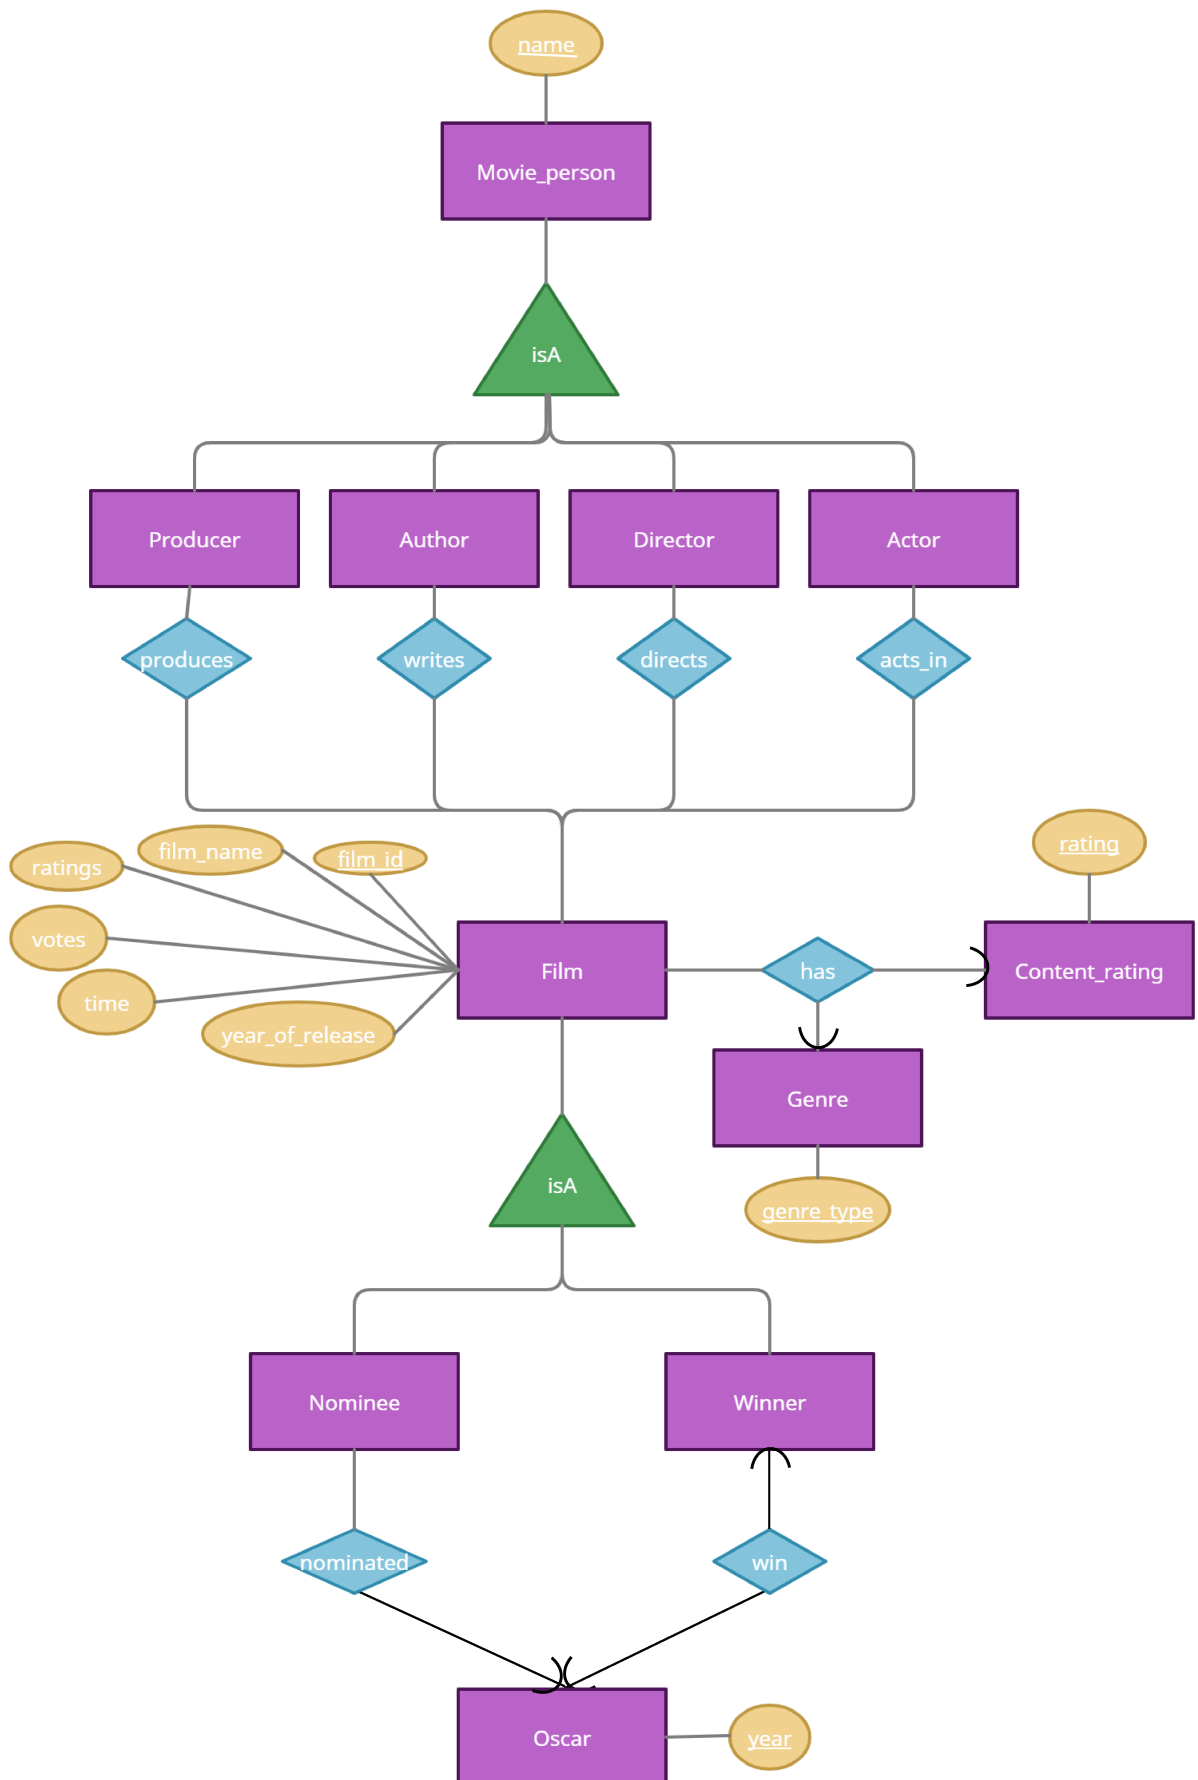 name
Movie_person
isA
Producer
Author
Director
Actor
produces
writes
directs
acts_in
ratings
film_name
film_id
rating
votes
Film
has
Content_rating
time
year_of_release
Genre
isA
genre_type
Nominee
Winner
nominated
win
Oscar
year